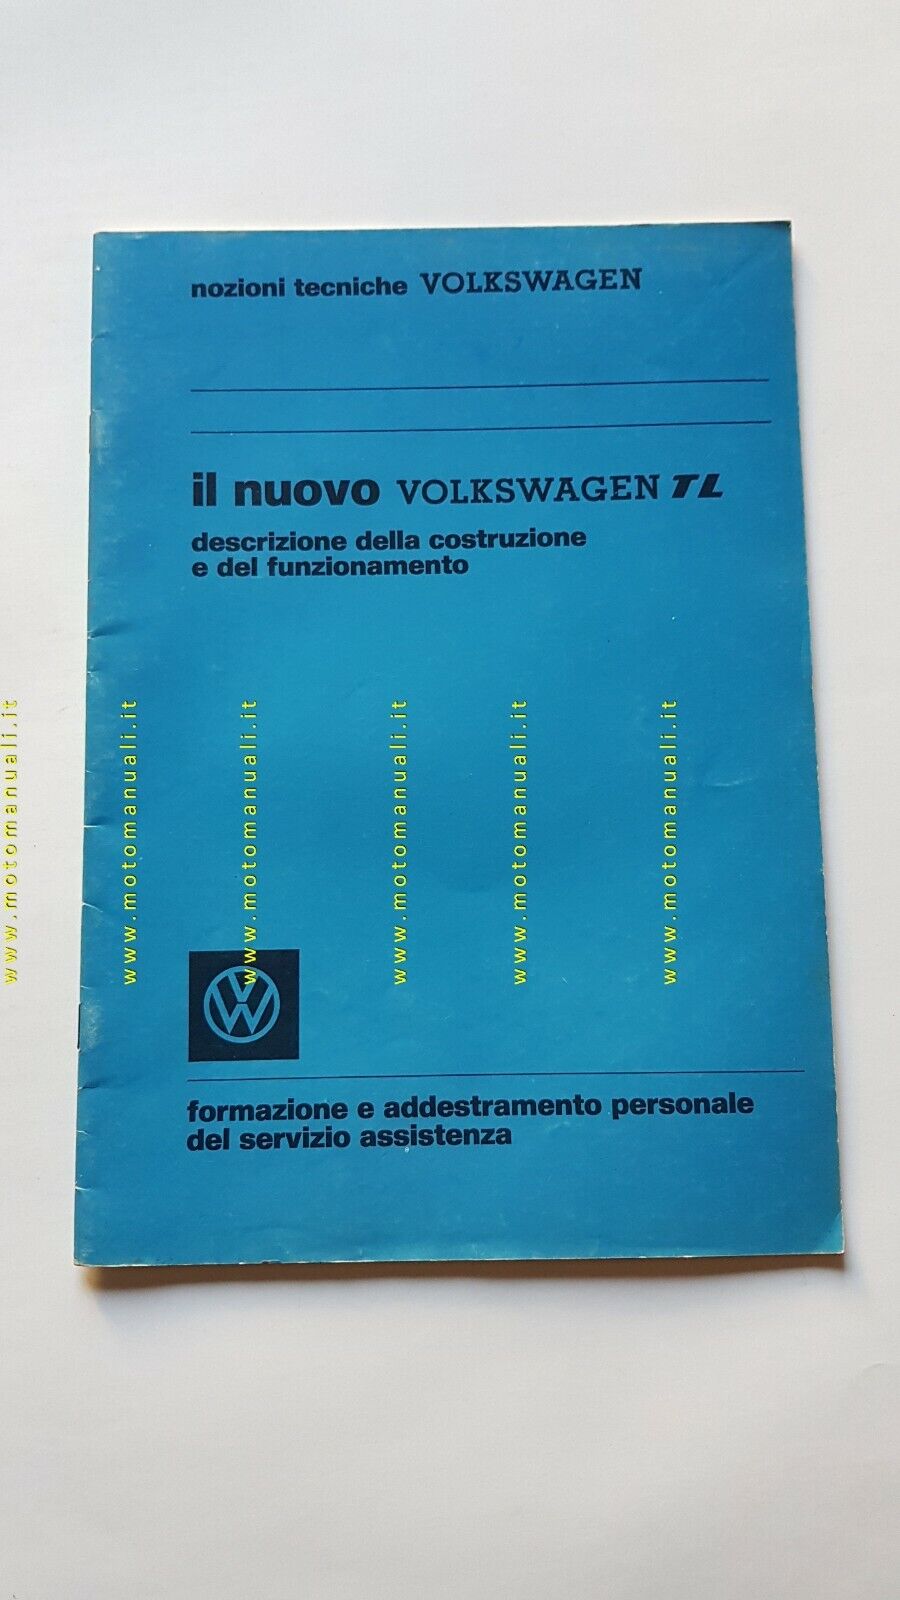 nozioni tecniche VOLKSWAGEN
il nuovo VOLKSWAGEN TL
descrizione della costruzione
e del funzionamento
www.motomanuali.it
www.motomanuali.it
www.motomanuali.it
www.motomanuali.it
www.motomanuali.it
www.motomanuali.it
VW
formazione e addestramento personale
del servizio assistenza